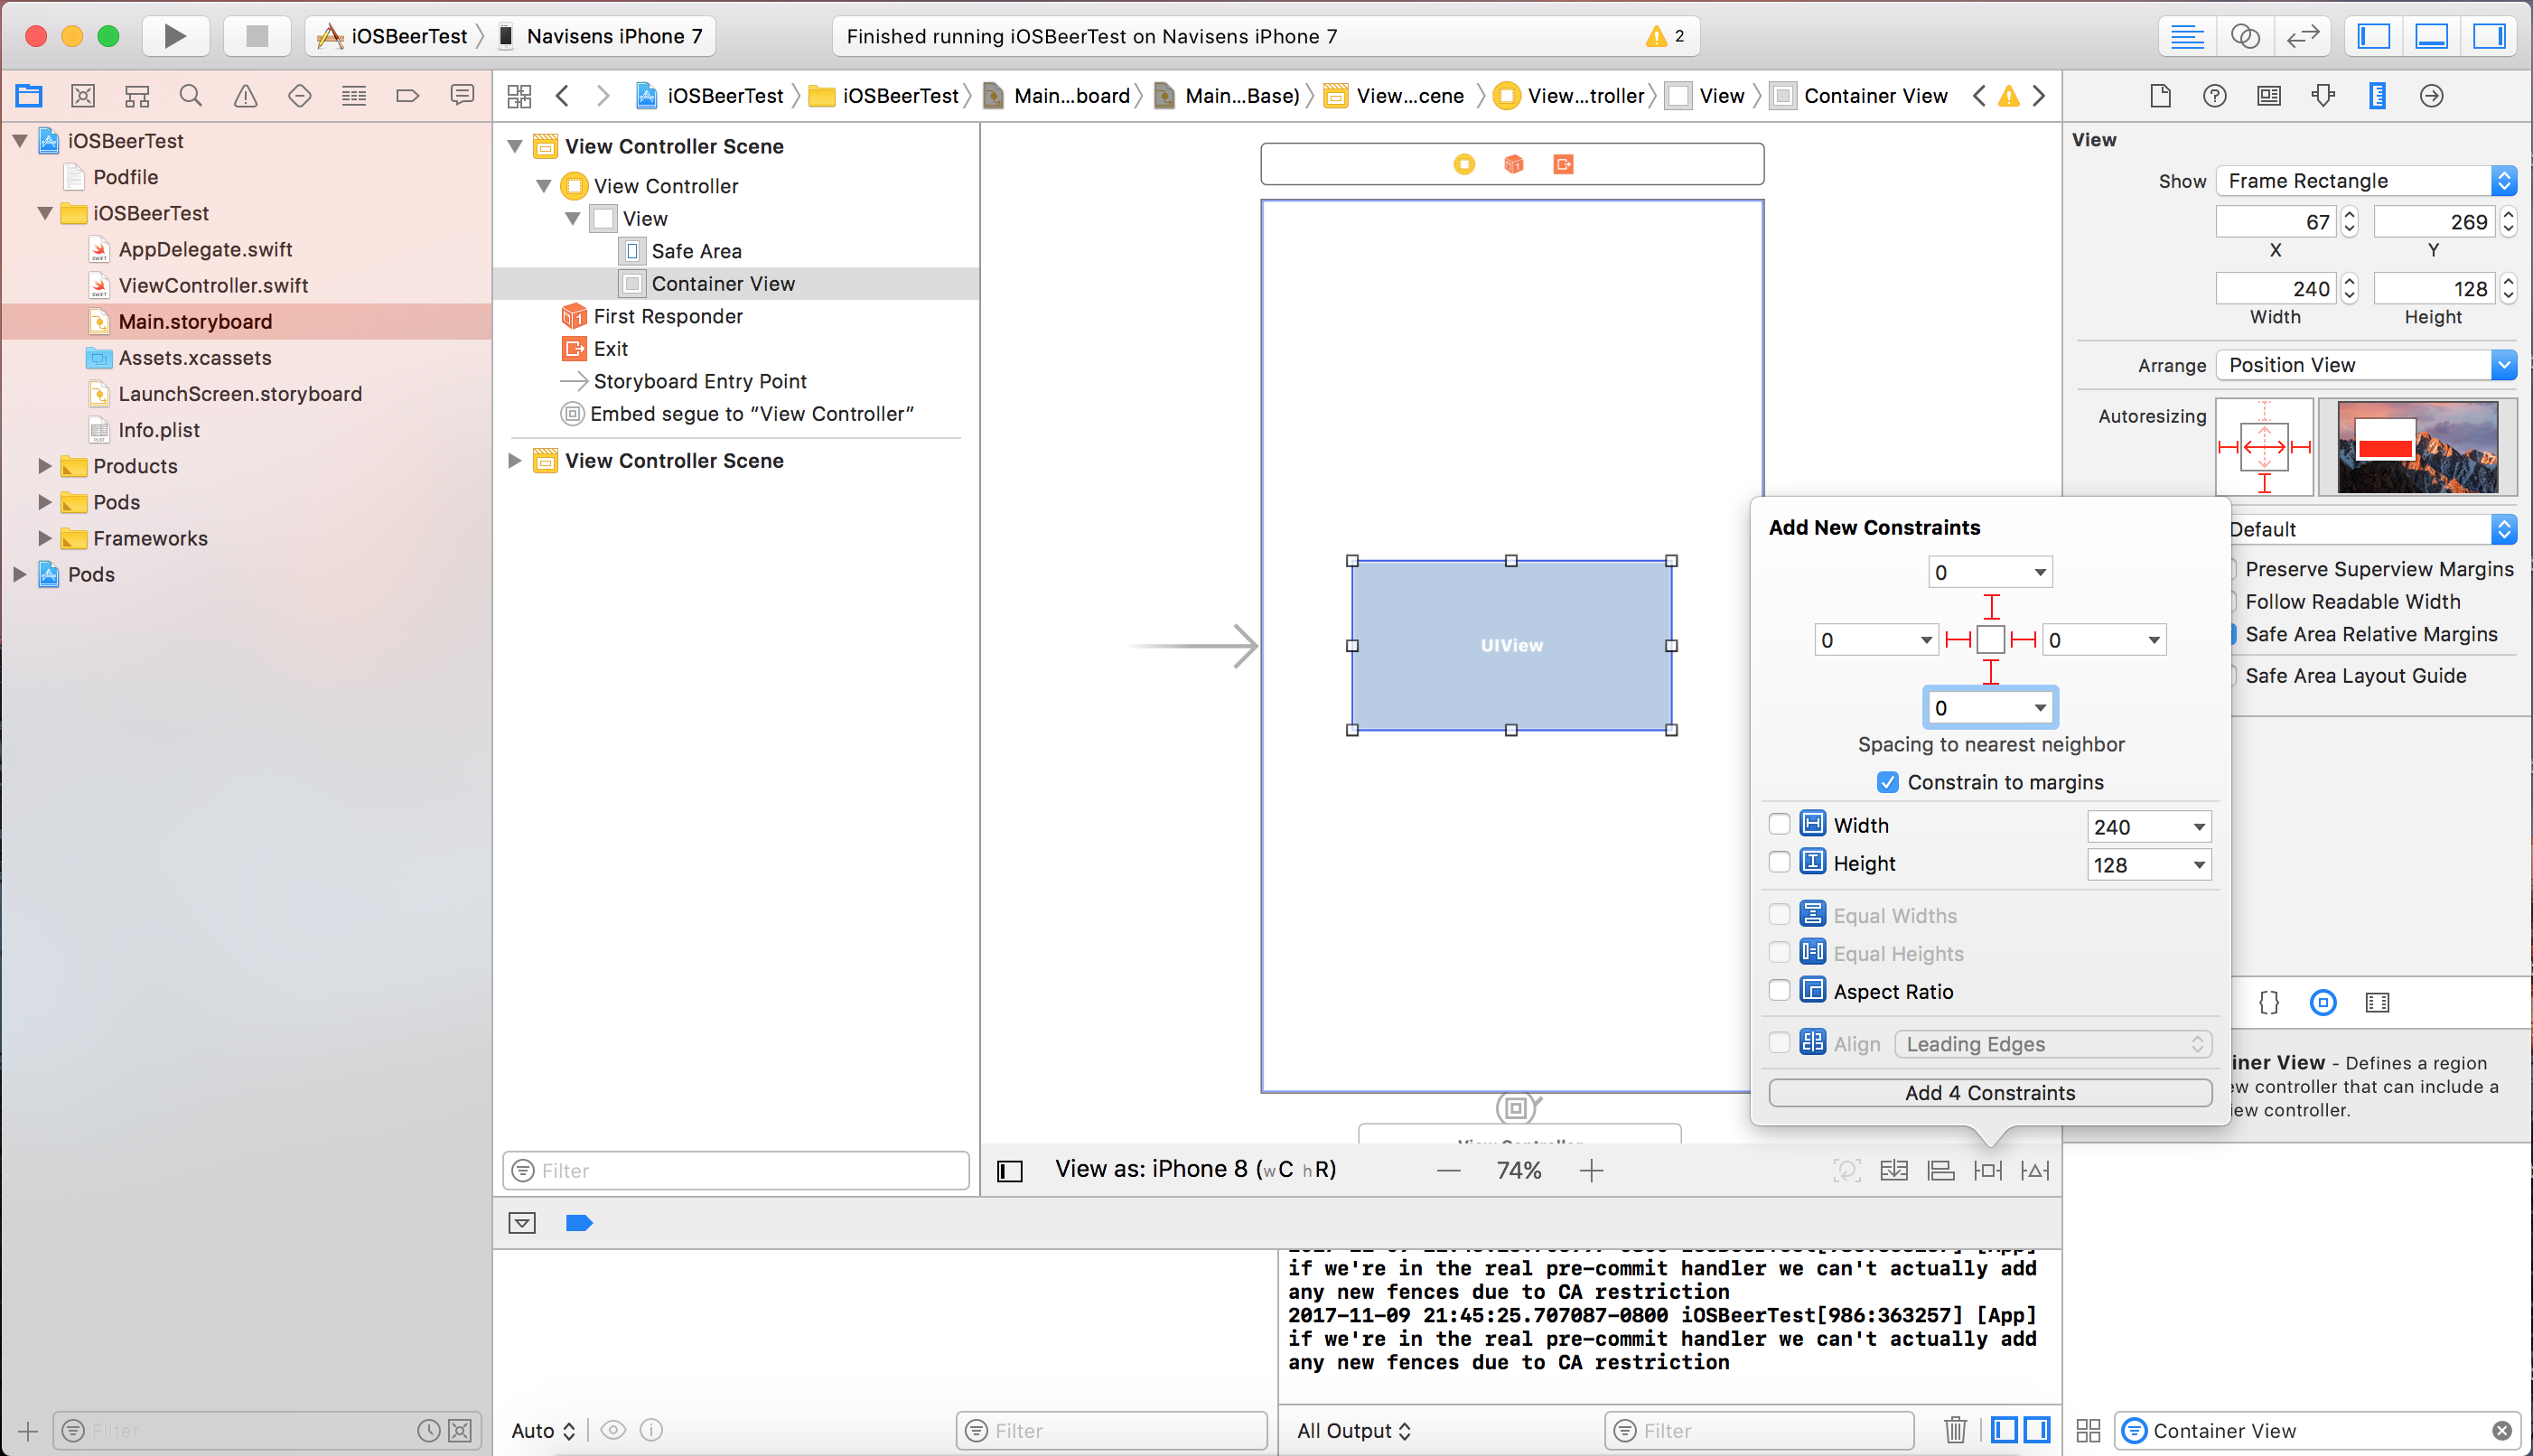 iOSBeerTest
Navisens iPhone 7
Finished running iOSBeerTest on Navisens iPhone 7
2
iOSBeerTest
Podfile
iOSBeerTest
AppDelegate.swift
ViewController.swift
Main.storyboard
Assets.xcassets
LaunchScreen.storyboard
Info.plist
Products
Pods
Frameworks
Pods
Filter
iOSBeerTest
iOSBeerTest
Main...board
Main...Base)
View...cene
View...troller
View
Container View
View Controller Scene
View Controller
View
Safe Area
Container View
First Responder
Exit
Storyboard Entry Point
Embed segue to “View Controller”
View Controller Scene
Filter
UIView
View as: iPhone 8 (wC hR)
74%
Add New Constraints
0
0
0
0
Spacing to nearest neighbor
Constrain to margins
Width
240
Height
128
Equal Widths
Equal Heights
Aspect Ratio
Align
Leading Edges
Add 4 Constraints
View
Show
Frame Rectangle
67
269
X
Y
240
128
Width
Height
Arrange
Position View
Autoresizing
Default
Preserve Superview Margins
Follow Readable Width
Safe Area Relative Margins
Safe Area Layout Guide
iner View - Defines a region
ew controller that can include a
iew controller.
if we're in the real pre-commit handler we can't actually add
any new fences due to CA restriction
2017-11-09 21:45:25.707087-0800 iOSBeerTest[986:363257] [App]
if we're in the real pre-commit handler we can't actually add
any new fences due to CA restriction
Auto
Filter
All Output
Filter
Container View